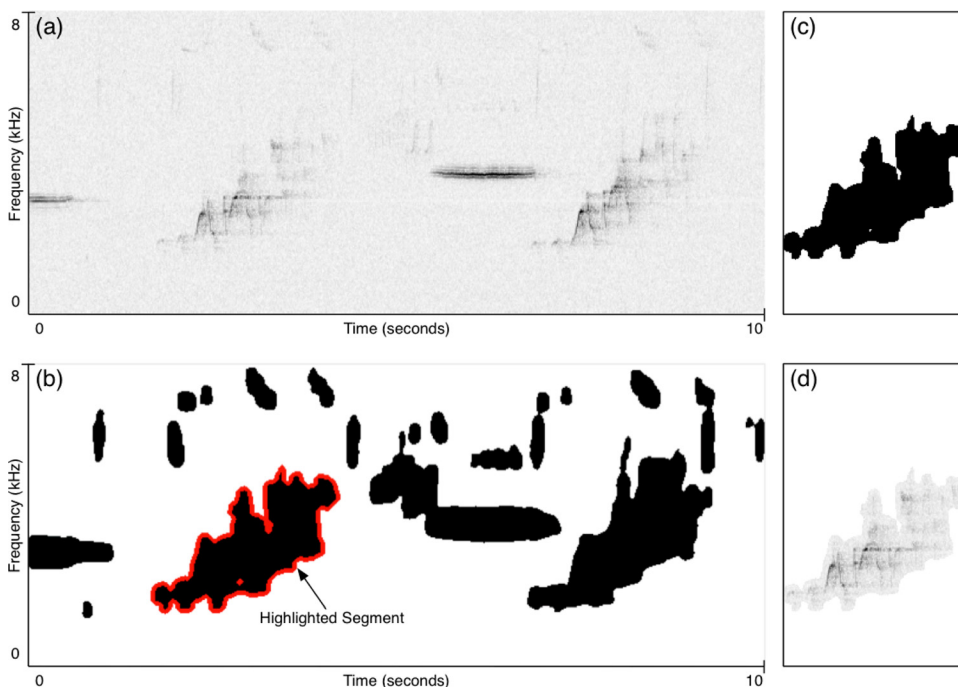 8
(a)
Frequency (kHz)
0
0
Time (seconds)
10
(c)
8
(b)
Frequency (kHz)
Highlighted Segment
0
0
Time (seconds)
10
(d)